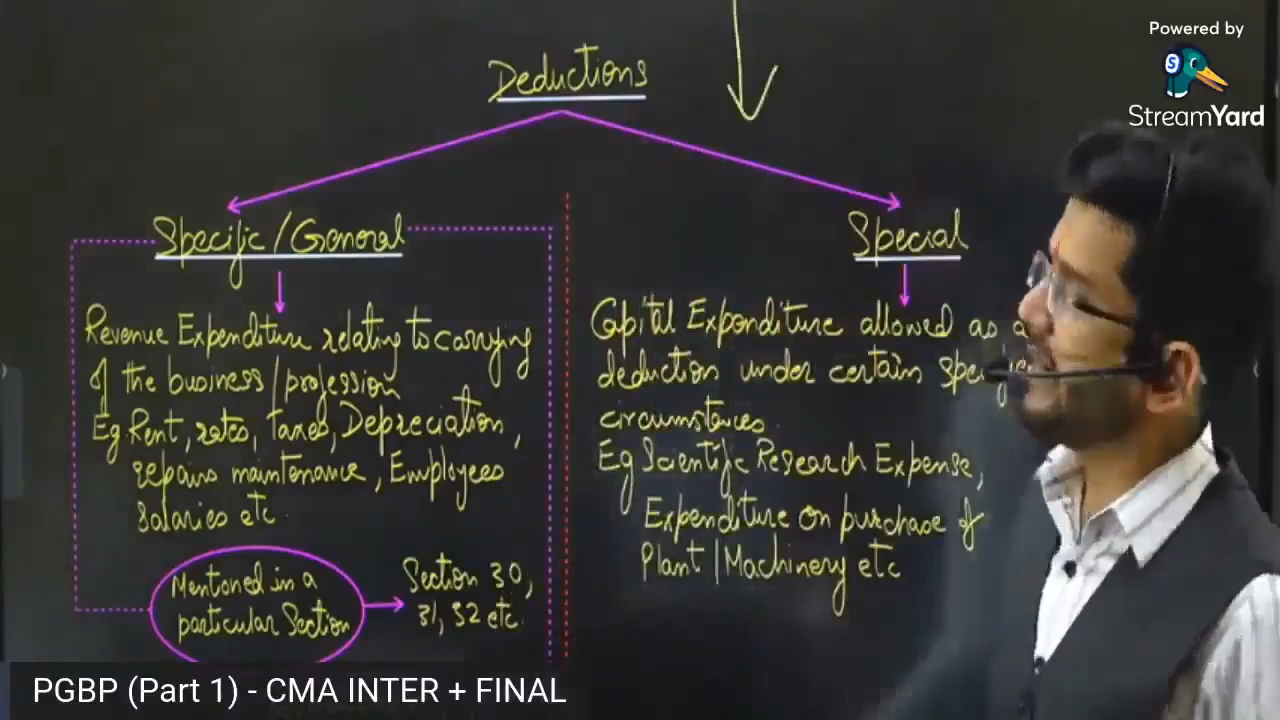 Powered by
StreamYard
Deductions
Specific/General
Revenue Expenditure relating to carrying
of the business/profession
Eg Rent, rates, Taxes, Depreciation,
repairs maintenance, Employees
Salaries etc.
Mentioned in a
particular Section
Section 30,
31, 32 etc.
Special
Capital Expenditure allowed as a
deduction under certain
circumstances.
Eg Scientific Research Expense,
Expenditure on purchase of
Plant/Machinery etc
PGBP (Part 1) - CMA INTER + FINAL